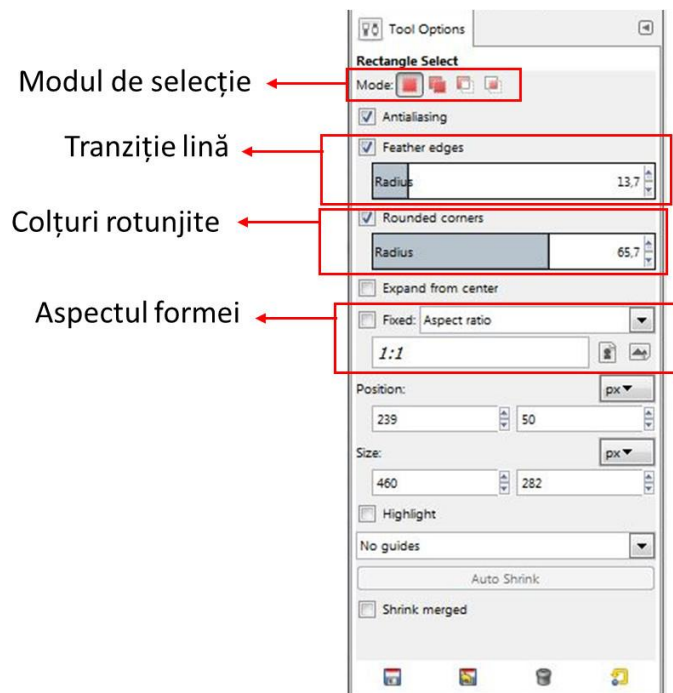 Tool Options
Rectangle Select
Modul de selecție
Mode:
Antialiasing
Tranziție lină
Feather edges
Radius 13,7
Colțuri rotunjite
Rounded corners
Radius 65,7
Expand from center
Aspectul formei
Fixed: Aspect ratio
1:1
Position: px
239 50
Size: px
460 282
Highlight
No guides
Auto Shrink
Shrink merged